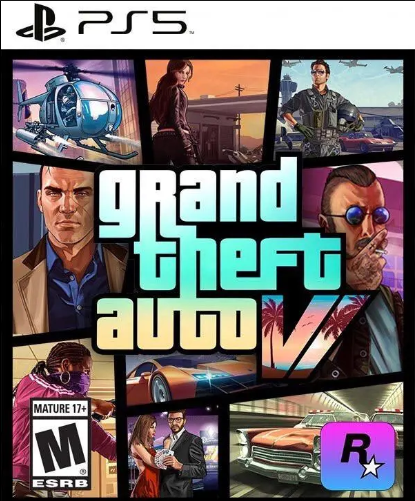 PS5
grand
theft
auto VI
MATURE 17+
M
ESRB
R